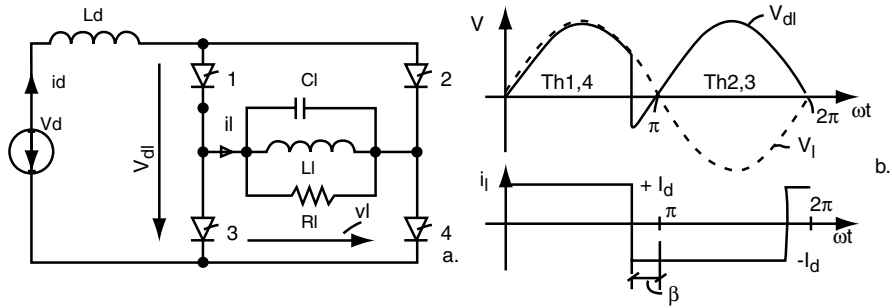 Ld
id
Vd
Vdl
1
2
Cl
il
Ll
Rl
3
4
vl
a.
V
Vdl
Th1,4
Th2,3
π
2π
ωt
Vl
b.
il
+ Id
π
2π
ωt
-Id
β